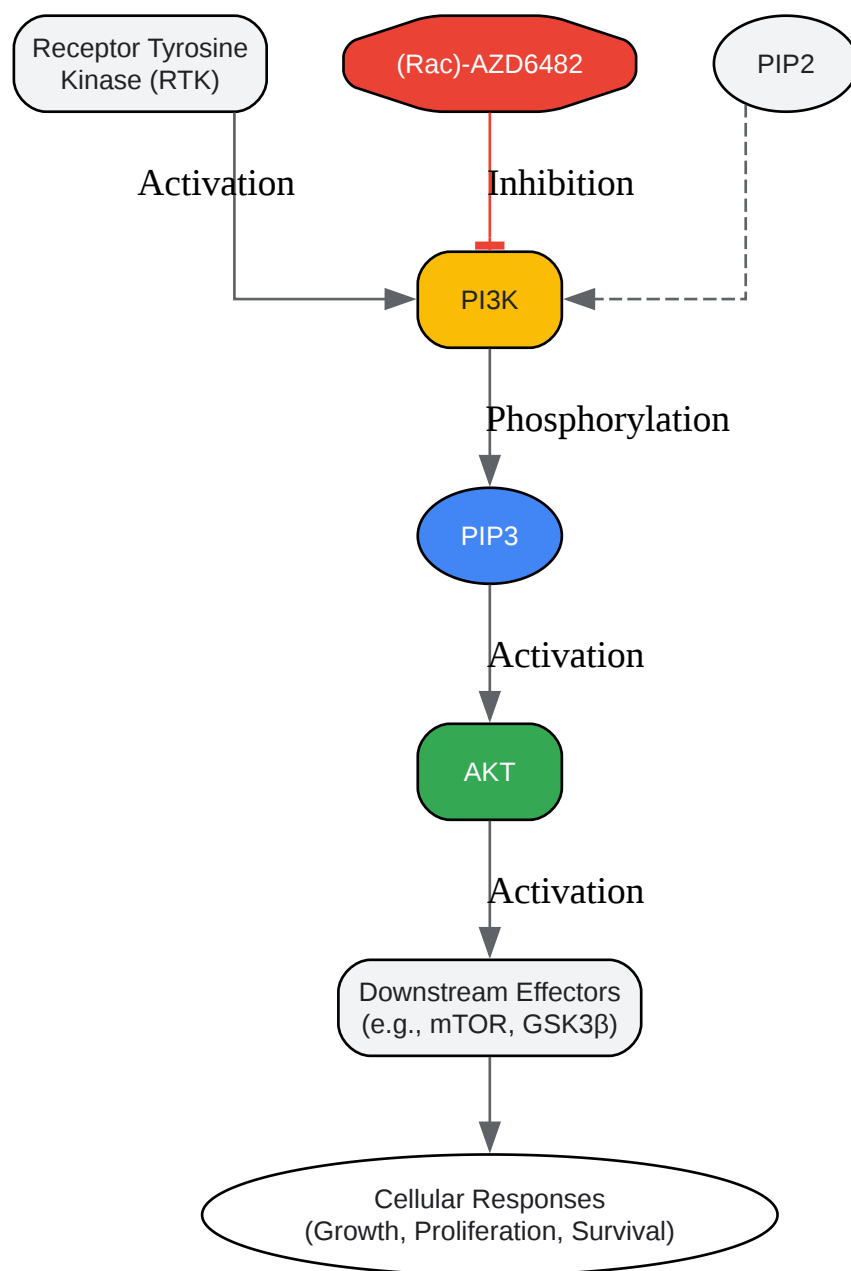 Receptor Tyrosine
Kinase (RTK)
(Rac)-AZD6482
PIP2
Activation
Inhibition
PI3K
Phosphorylation
PIP3
Activation
AKT
Activation
Downstream Effectors
(e.g., mTOR, GSK3β)
Cellular Responses
(Growth, Proliferation, Survival)